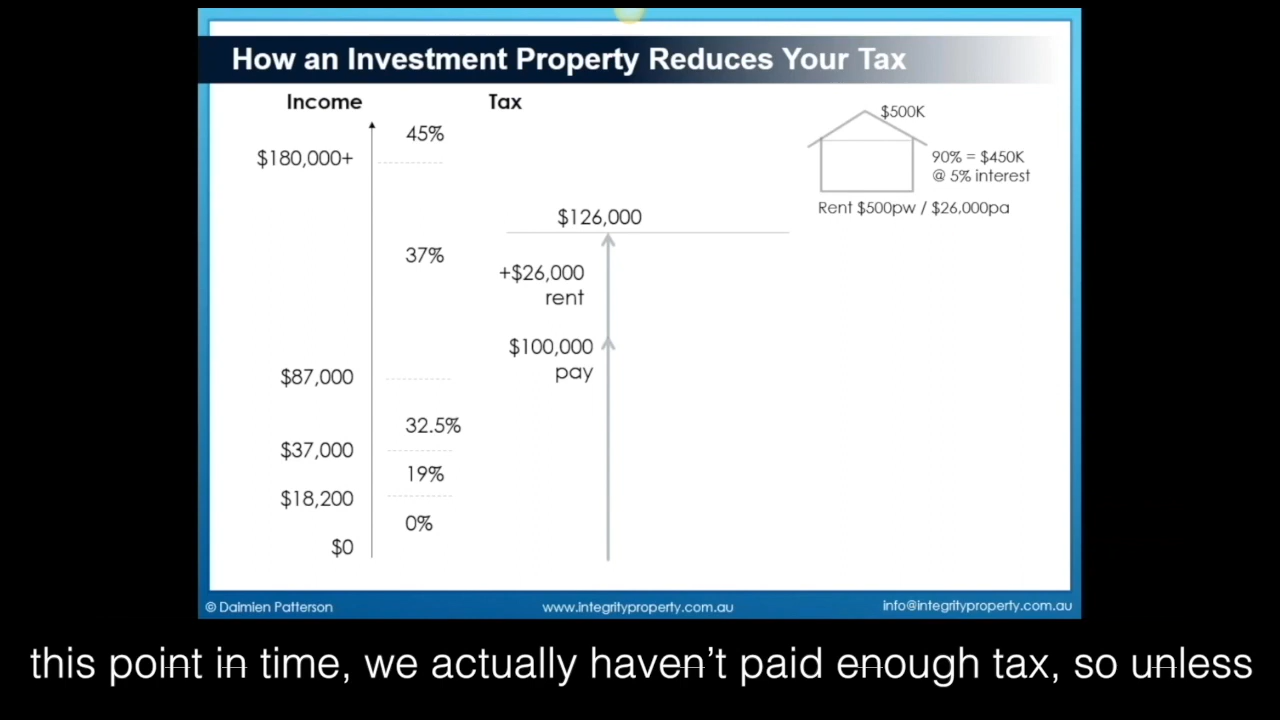 How an Investment Property Reduces Your Tax
Income
Tax
45%
$180,000+
37%
$87,000
32.5%
$37,000
19%
$18,200
0%
$0
$126,000
+$26,000
rent
$100,000
pay
$500K
90% = $450K
@ 5% interest
Rent $500pw / $26,000pa
© Daimien Patterson
www.integrityproperty.com.au
info@integrityproperty.com.au
this point in time, we actually haven't paid enough tax, so unless